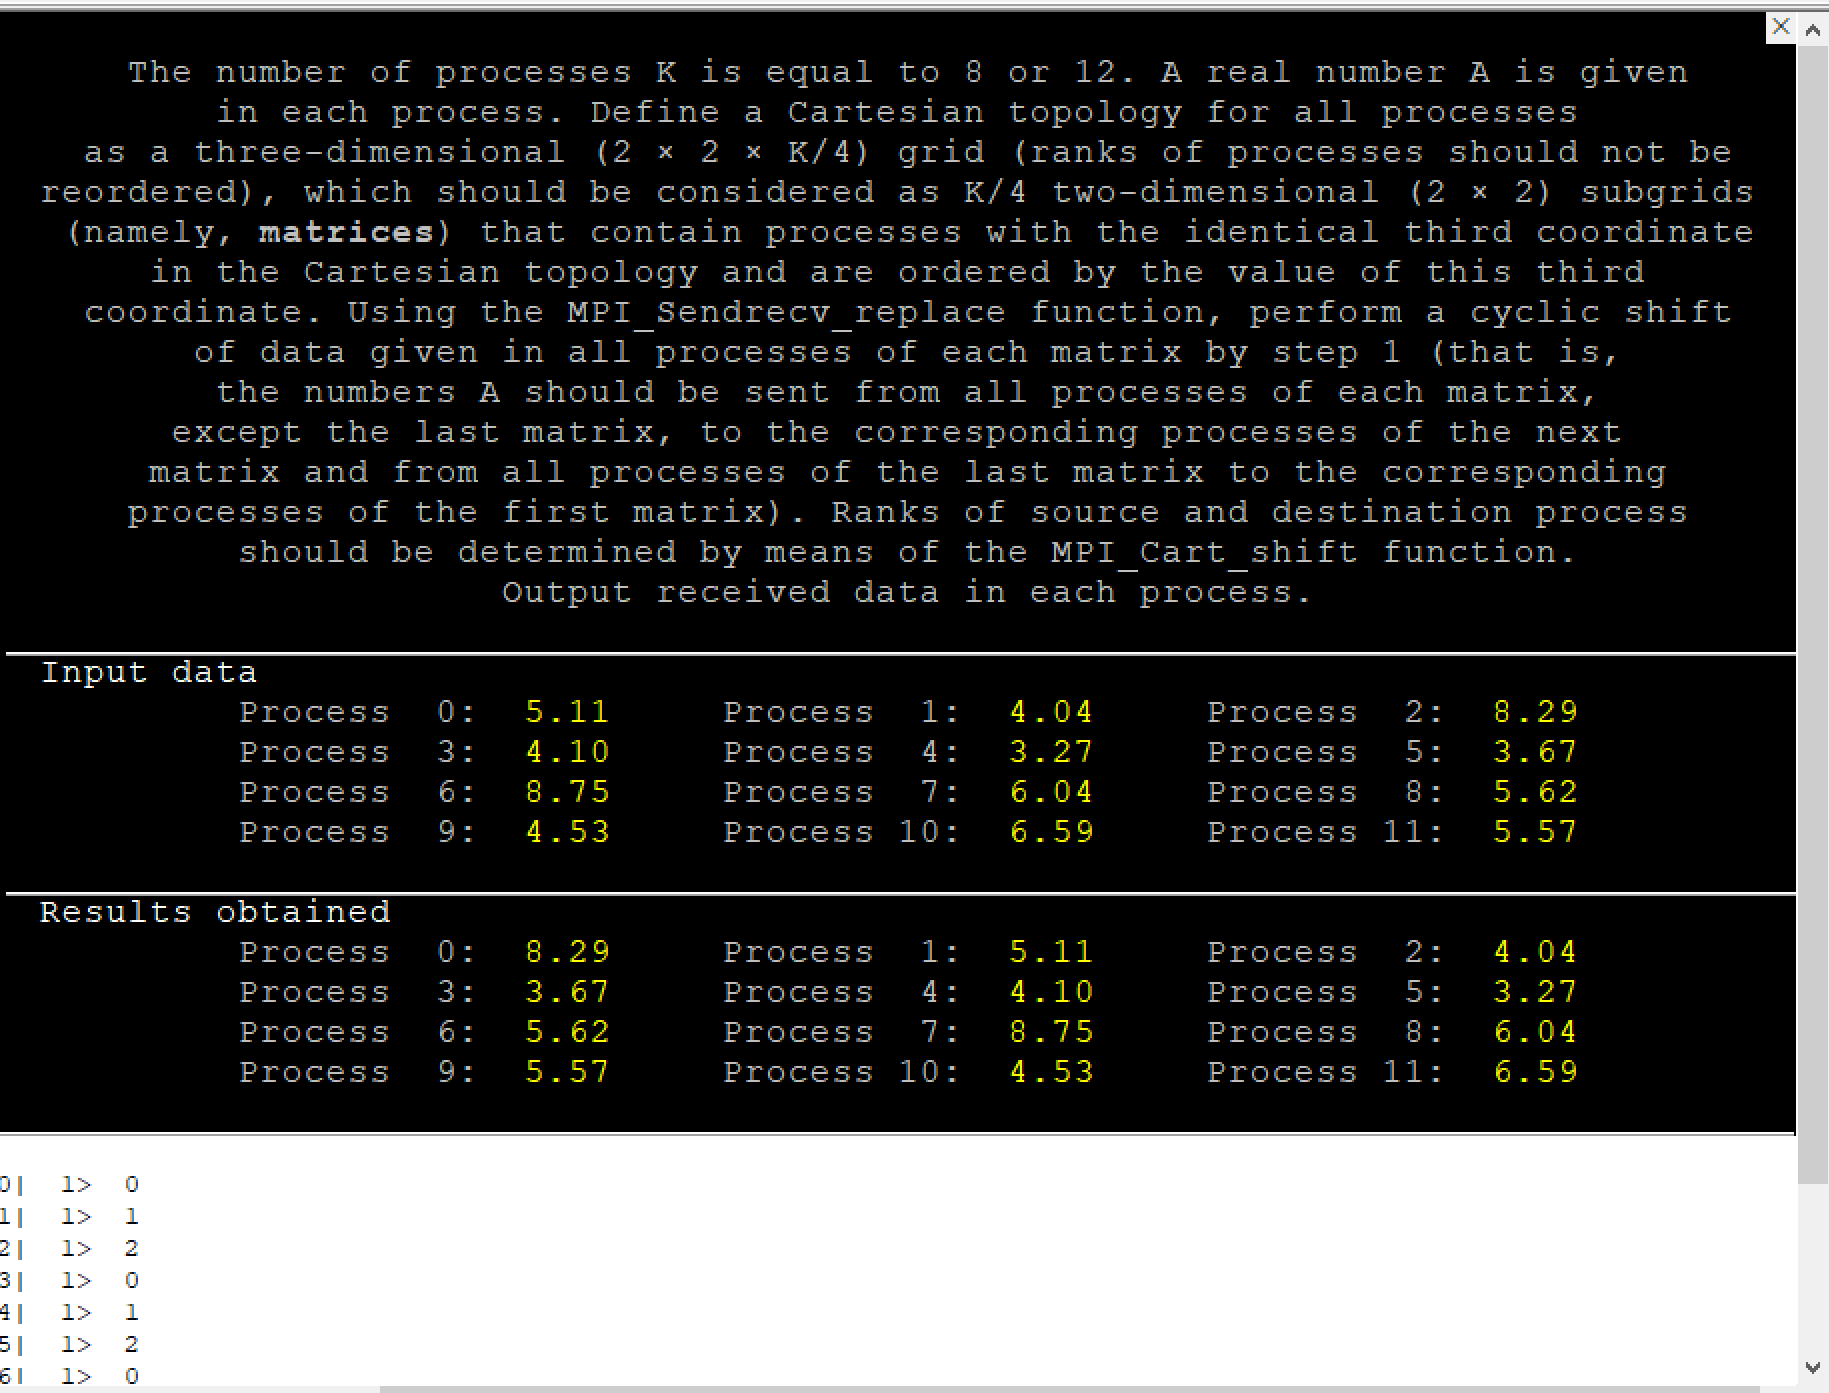 The number of processes K is equal to 8 or 12. A real number A is given
in each process. Define a Cartesian topology for all processes
as a three-dimensional (2 × 2 × K/4) grid (ranks of processes should not be
reordered), which should be considered as K/4 two-dimensional (2 × 2) subgrids
(namely, matrices) that contain processes with the identical third coordinate
in the Cartesian topology and are ordered by the value of this third
coordinate. Using the MPI_Sendrecv_replace function, perform a cyclic shift
of data given in all processes of each matrix by step 1 (that is,
the numbers A should be sent from all processes of each matrix,
except the last matrix, to the corresponding processes of the next
matrix and from all processes of the last matrix to the corresponding
processes of the first matrix). Ranks of source and destination process
should be determined by means of the MPI_Cart_shift function.
Output received data in each process.
Input data
Process 0: 5.11 Process 1: 4.04 Process 2: 8.29
Process 3: 4.10 Process 4: 3.27 Process 5: 3.67
Process 6: 8.75 Process 7: 6.04 Process 8: 5.62
Process 9: 4.53 Process 10: 6.59 Process 11: 5.57
Results obtained
Process 0: 8.29 Process 1: 5.11 Process 2: 4.04
Process 3: 3.67 Process 4: 4.10 Process 5: 3.27
Process 6: 5.62 Process 7: 8.75 Process 8: 6.04
Process 9: 5.57 Process 10: 4.53 Process 11: 6.59
0| 1> 0
1| 1> 1
2| 1> 2
3| 1> 0
4| 1> 1
5| 1> 2
6| 1> 0